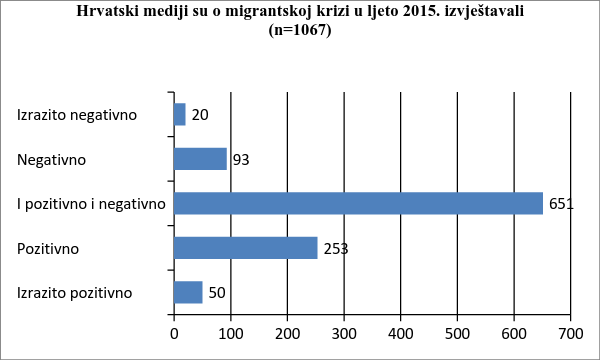 Hrvatski mediji su o migrantskoj krizi u ljeto 2015. izvještavali
(n=1067)
Izrazito negativno 20
Negativno 93
I pozitivno i negativno 651
Pozitivno 253
Izrazito pozitivno 50
0 100 200 300 400 500 600 700